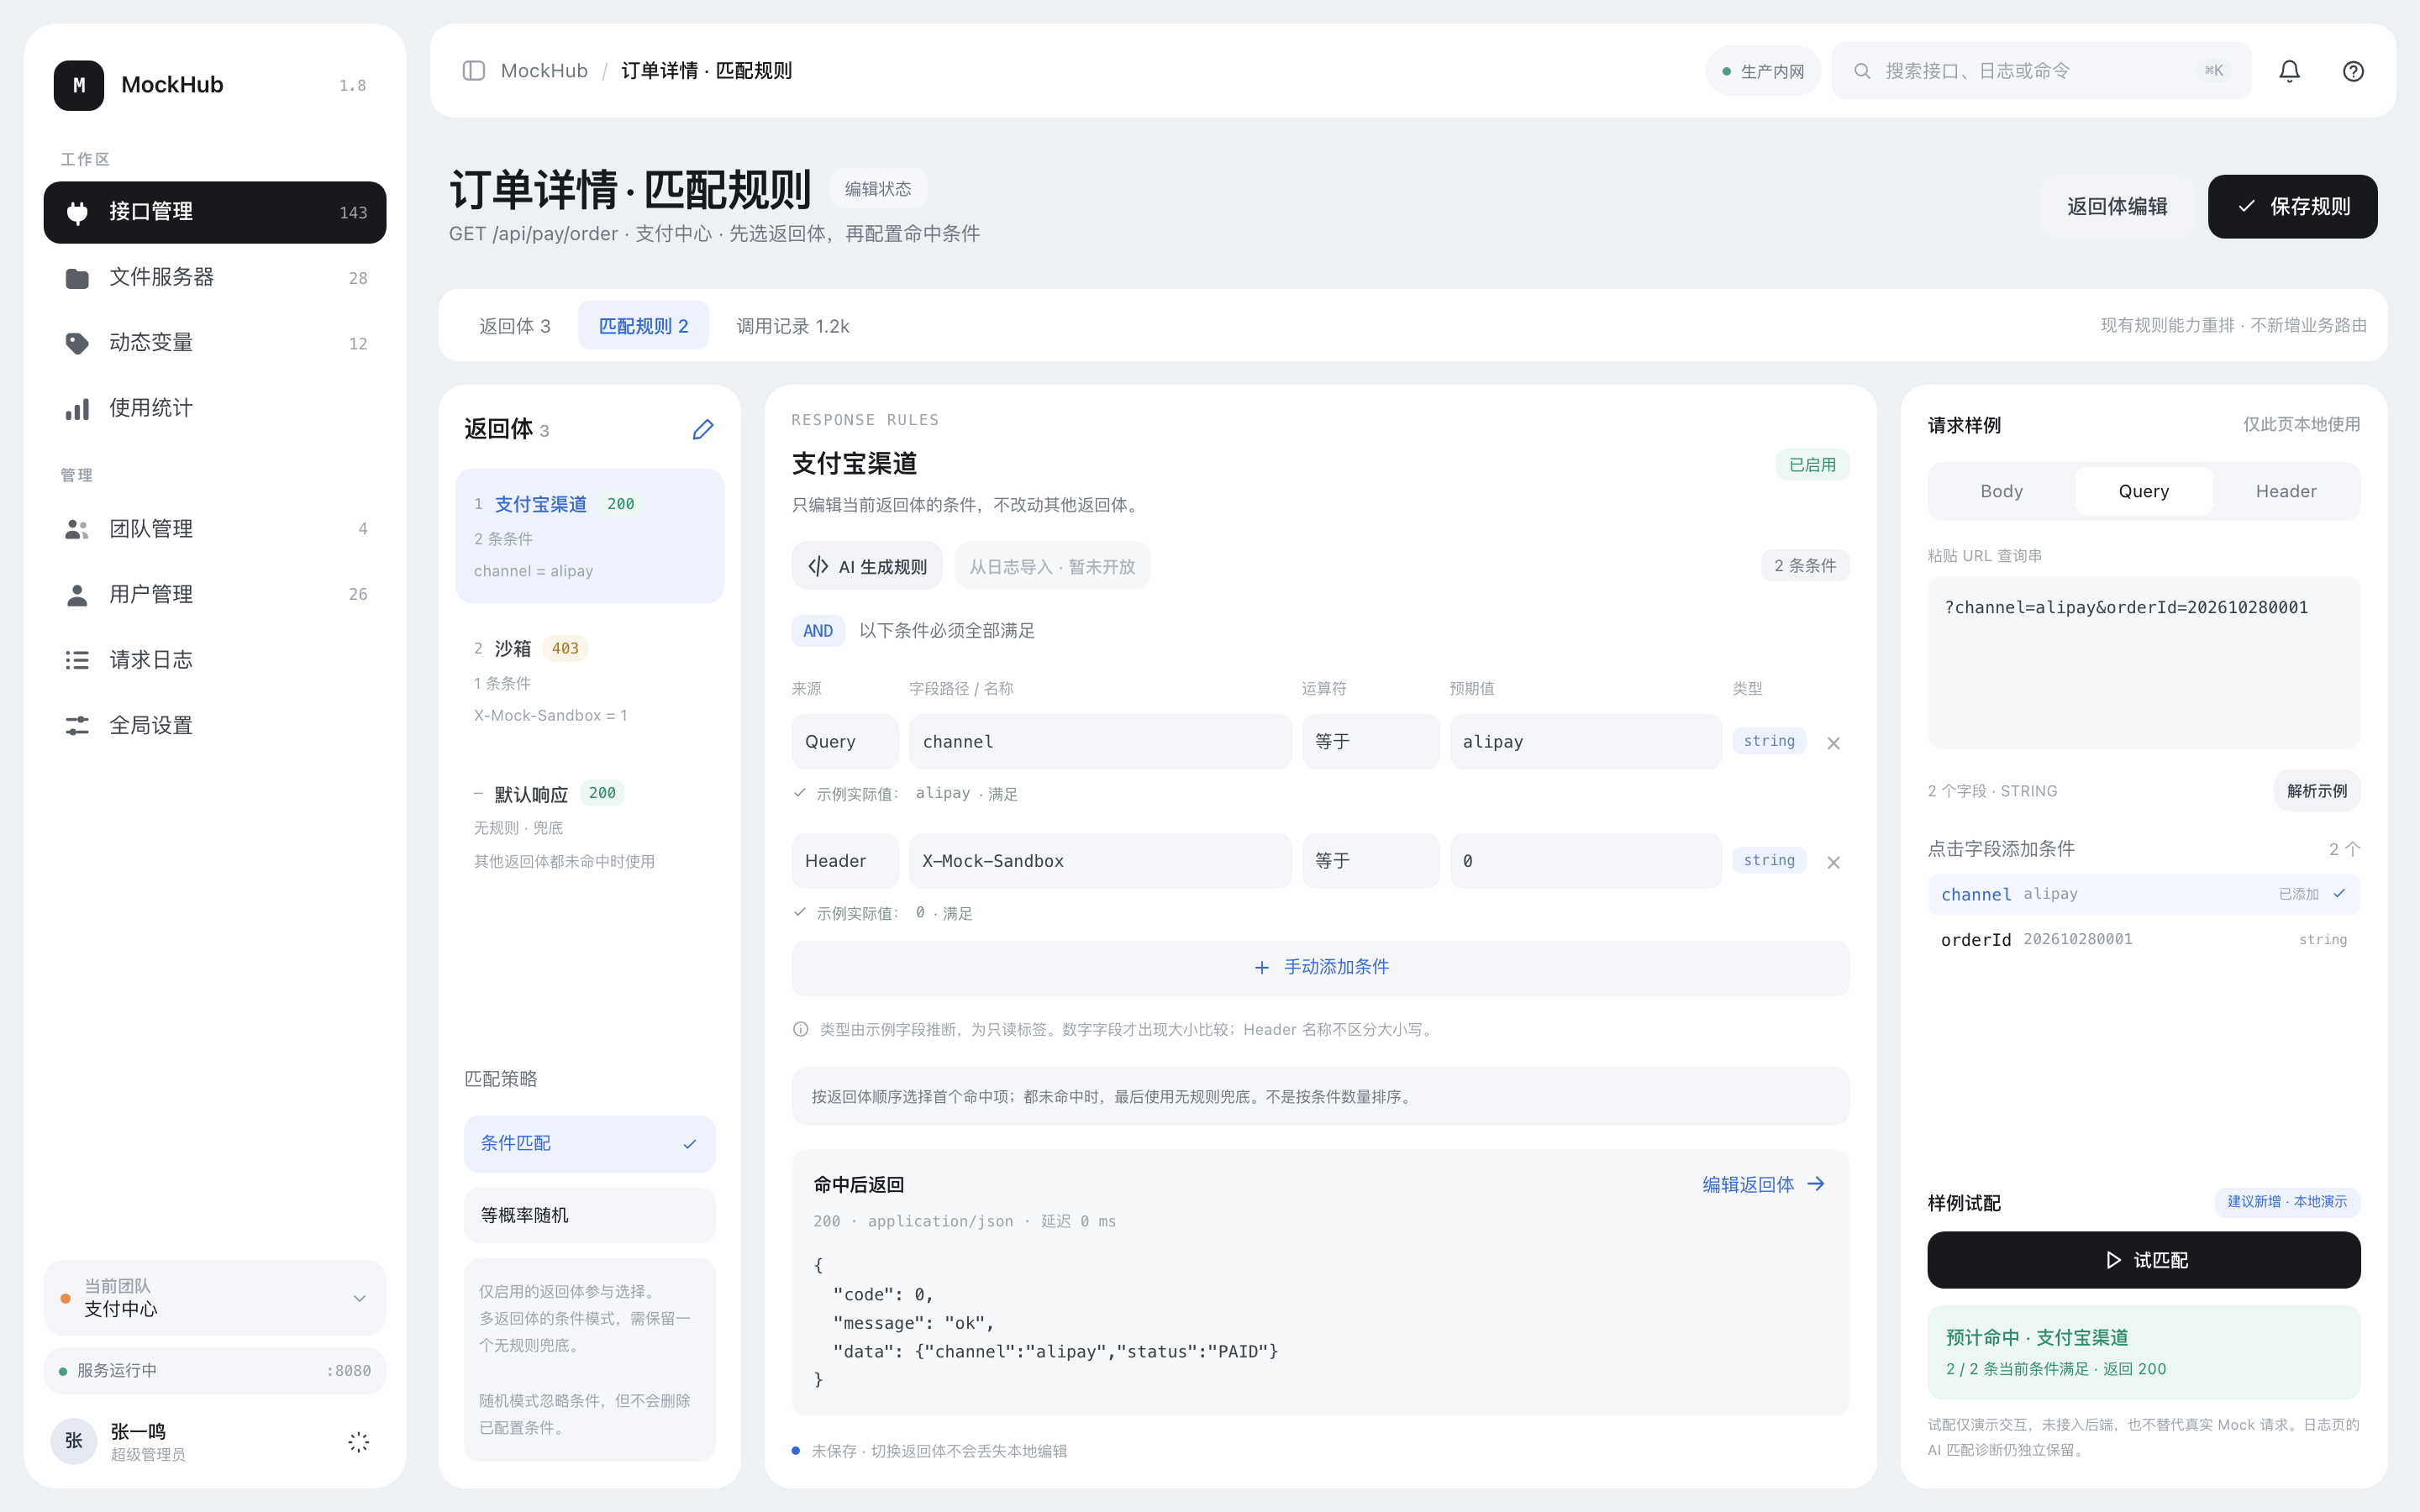 M MockHub 1.8
工作区
接口管理 143
文件服务器 28
动态变量 12
使用统计
管理
团队管理 4
用户管理 26
请求日志
全局设置
当前团队
支付中心
服务运行中 :8080
张 张一鸣
超级管理员
MockHub / 订单详情 · 匹配规则
生产内网
搜索接口、日志或命令 ⌘K
订单详情 · 匹配规则 编辑状态
GET /api/pay/order · 支付中心 · 先选返回体，再配置命中条件
返回体编辑
保存规则
返回体 3 匹配规则 2 调用记录 1.2k
现有规则能力重排 · 不新增业务路由
返回体 3
1 支付宝渠道 200
2 条条件
channel = alipay
2 沙箱 403
1 条条件
X-Mock-Sandbox = 1
— 默认响应 200
无规则 · 兜底
其他返回体都未命中时使用
匹配策略
条件匹配
等概率随机
仅启用的返回体参与选择。
多返回体的条件模式，需保留一
个无规则兜底。
随机模式忽略条件，但不会删除
已配置条件。
RESPONSE RULES
支付宝渠道 已启用
只编辑当前返回体的条件，不改动其他返回体。
AI 生成规则 从日志导入 · 暂未开放 2 条条件
AND 以下条件必须全部满足
来源 字段路径 / 名称 运算符 预期值 类型
Query channel 等于 alipay string
示例实际值： alipay · 满足
Header X-Mock-Sandbox 等于 0 string
示例实际值： 0 · 满足
手动添加条件
类型由示例字段推断，为只读标签。数字字段才出现大小比较；Header 名称不区分大小写。
按返回体顺序选择首个命中项；都未命中时，最后使用无规则兜底。不是按条件数量排序。
命中后返回 编辑返回体
200 · application/json · 延迟 0 ms
{
"code": 0,
"message": "ok",
"data": {"channel":"alipay","status":"PAID"}
}
未保存 · 切换返回体不会丢失本地编辑
请求样例 仅此页本地使用
Body Query Header
粘贴 URL 查询串
?channel=alipay&orderId=202610280001
2 个字段 · STRING 解析示例
点击字段添加条件 2 个
channel alipay 已添加
orderId 202610280001 string
样例试配 建议新增 · 本地演示
试匹配
预计命中 · 支付宝渠道
2 / 2 条当前条件满足 · 返回 200
试配仅演示交互，未接入后端，也不替代真实 Mock 请求。日志页的
AI 匹配诊断仍独立保留。